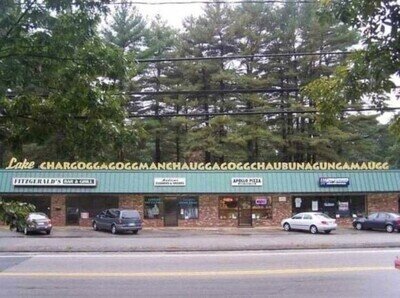 Lake CHARGOGGAGOGGMANCHAUGGAGOGGCHAUBUNAGUNGAMAUGG
FITZGERALD'S
BAR & GRILL
APOLLO PIZZA